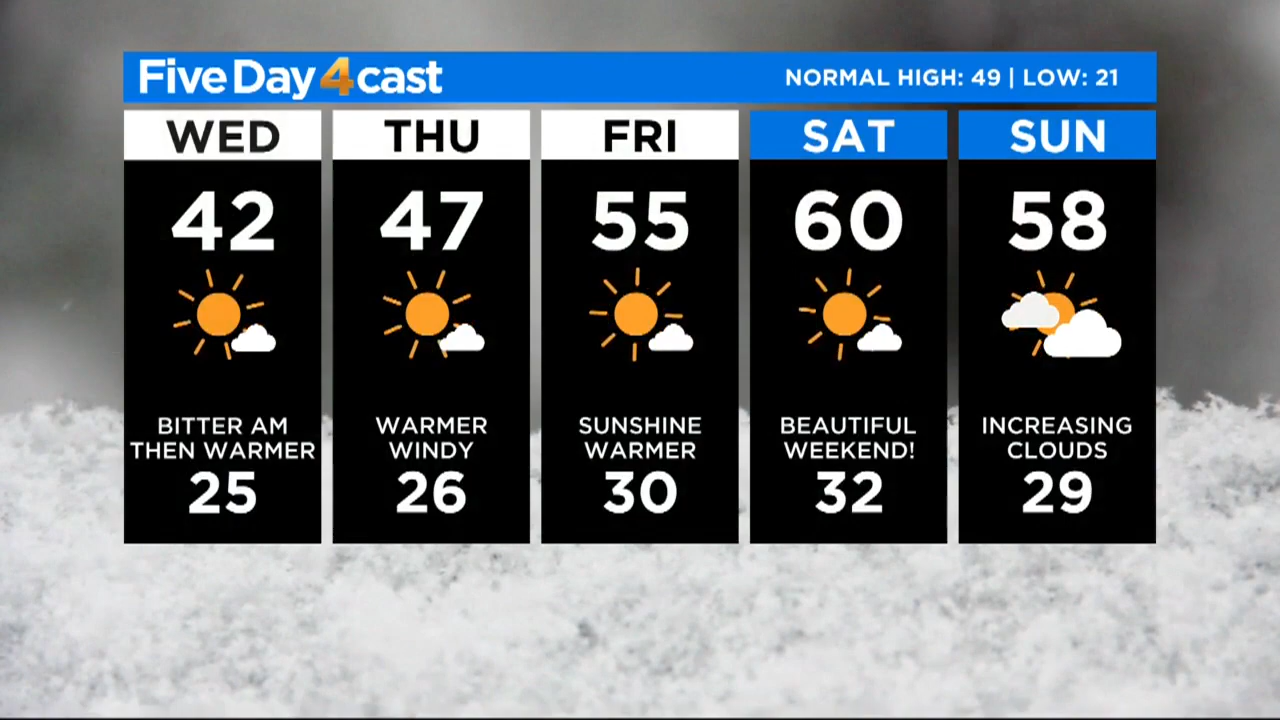 Five Day 4cast
NORMAL HIGH: 49 | LOW: 21
WED
42
BITTER AM
THEN WARMER
25
THU
47
WARMER
WINDY
26
FRI
55
SUNSHINE
WARMER
30
SAT
60
BEAUTIFUL
WEEKEND!
32
SUN
58
INCREASING
CLOUDS
29